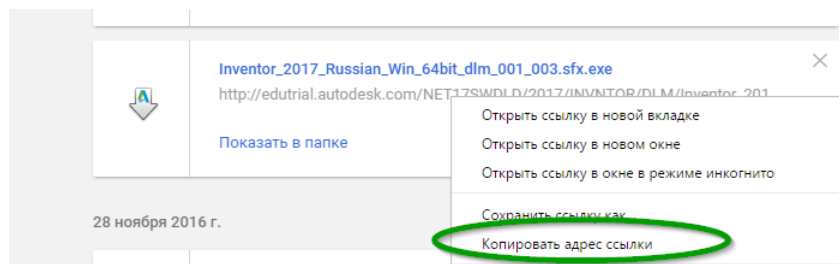 Inventor_2017_Russian_Win_64bit_dlm_001_003.sfx.exe
http://edutrial.autodesk.com/NET17SWDLD/2017/INVNTOR/DLM/Inventor_201
Открыть ссылку в новой вкладке
Показать в папке
Открыть ссылку в новом окне
Открыть ссылку в окне в режиме инкогнито
28 ноября 2016 г.
Сохранить ссылку как...
Копировать адрес ссылки